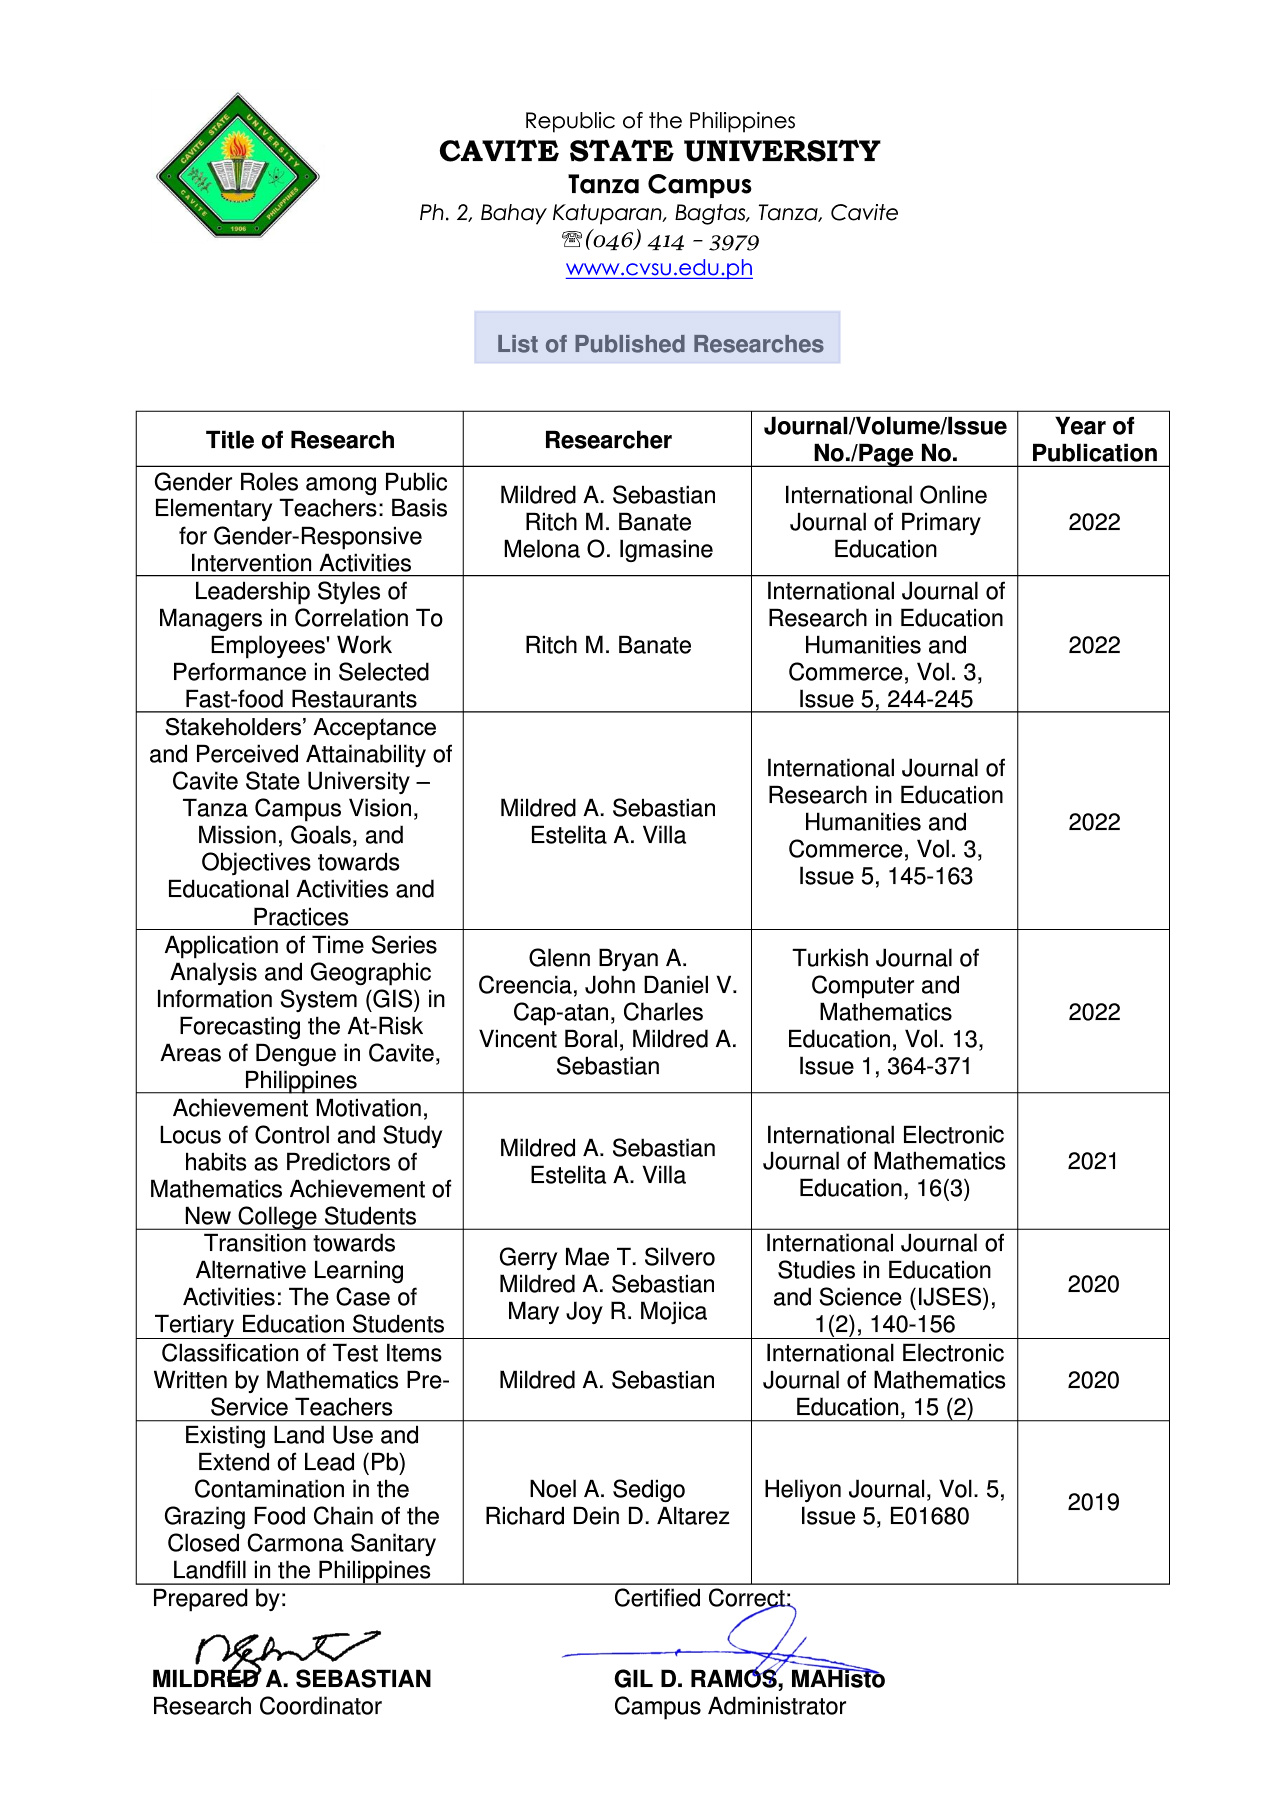 CAVITE STATE UNIVERSITY
CAVITE
PHILIPPINES
1906
Republic of the Philippines
CAVITE STATE UNIVERSITY
Tanza Campus
Ph. 2, Bahay Katuparan, Bagtas, Tanza, Cavite
☏(046) 414 – 3979
www.cvsu.edu.ph
List of Published Researches
Title of Research
Researcher
Journal/Volume/Issue
No./Page No.
Year of
Publication
Gender Roles among Public
Elementary Teachers: Basis
for Gender-Responsive
Intervention Activities
Mildred A. Sebastian
Ritch M. Banate
Melona O. Igmasine
International Online
Journal of Primary
Education
2022
Leadership Styles of
Managers in Correlation To
Employees' Work
Performance in Selected
Fast-food Restaurants
Ritch M. Banate
International Journal of
Research in Education
Humanities and
Commerce, Vol. 3,
Issue 5, 244-245
2022
Stakeholders’ Acceptance
and Perceived Attainability of
Cavite State University –
Tanza Campus Vision,
Mission, Goals, and
Objectives towards
Educational Activities and
Practices
Mildred A. Sebastian
Estelita A. Villa
International Journal of
Research in Education
Humanities and
Commerce, Vol. 3,
Issue 5, 145-163
2022
Application of Time Series
Analysis and Geographic
Information System (GIS) in
Forecasting the At-Risk
Areas of Dengue in Cavite,
Philippines
Glenn Bryan A.
Creencia, John Daniel V.
Cap-atan, Charles
Vincent Boral, Mildred A.
Sebastian
Turkish Journal of
Computer and
Mathematics
Education, Vol. 13,
Issue 1, 364-371
2022
Achievement Motivation,
Locus of Control and Study
habits as Predictors of
Mathematics Achievement of
New College Students
Mildred A. Sebastian
Estelita A. Villa
International Electronic
Journal of Mathematics
Education, 16(3)
2021
Transition towards
Alternative Learning
Activities: The Case of
Tertiary Education Students
Gerry Mae T. Silvero
Mildred A. Sebastian
Mary Joy R. Mojica
International Journal of
Studies in Education
and Science (IJSES),
1(2), 140-156
2020
Classification of Test Items
Written by Mathematics Pre-
Service Teachers
Mildred A. Sebastian
International Electronic
Journal of Mathematics
Education, 15 (2)
2020
Existing Land Use and
Extend of Lead (Pb)
Contamination in the
Grazing Food Chain of the
Closed Carmona Sanitary
Landfill in the Philippines
Noel A. Sedigo
Richard Dein D. Altarez
Heliyon Journal, Vol. 5,
Issue 5, E01680
2019
Prepared by:
Certified Correct:
MILDRED A. SEBASTIAN
GIL D. RAMOS, MAHisto
Research Coordinator
Campus Administrator